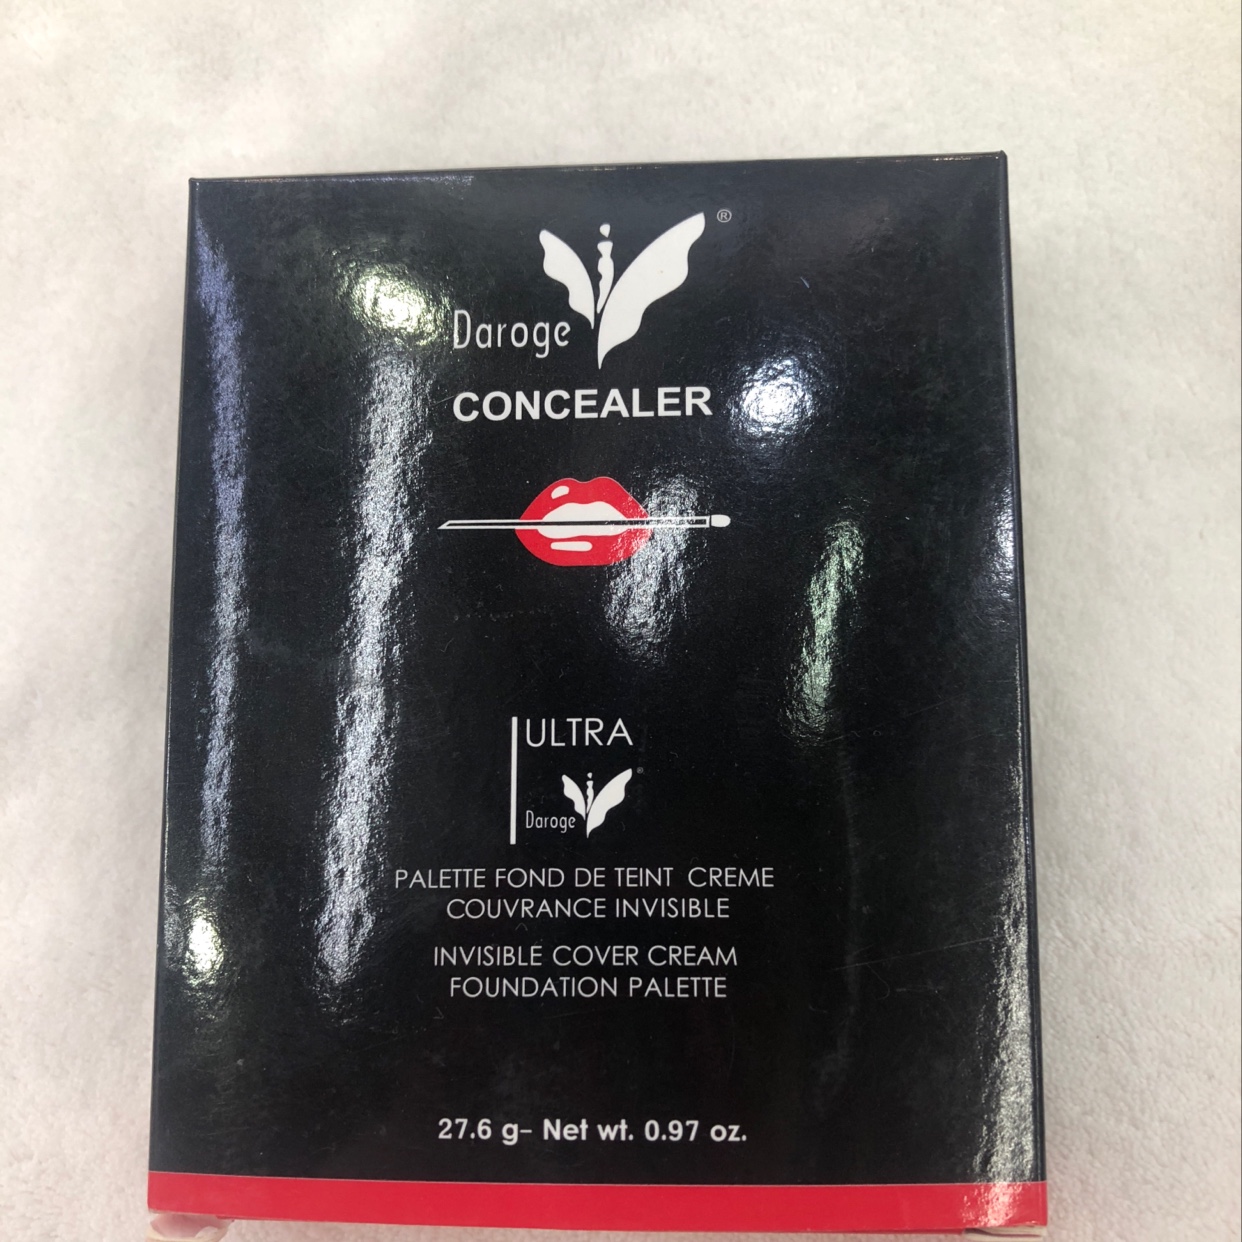 ®
Daroge
CONCEALER
ULTRA
®
Daroge
PALETTE FOND DE TEINT CREME
COUVRANCE INVISIBLE
INVISIBLE COVER CREAM
FOUNDATION PALETTE
27.6 g- Net wt. 0.97 oz.